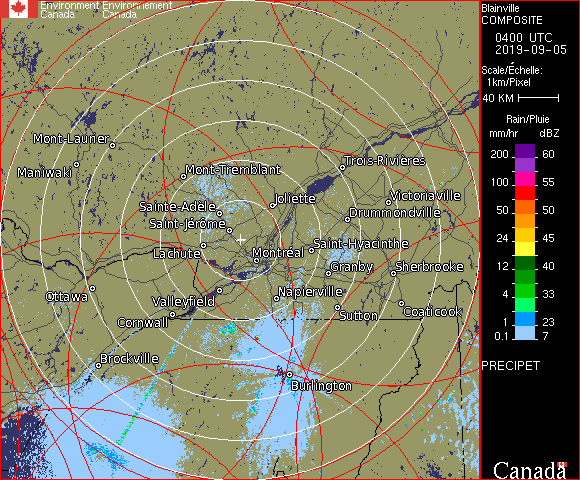 Environment Environnement
Canada Canada
Blainville
COMPOSITE
0400 UTC
2019-09-05
Scale/Échelle:
1km/Pixel
40 KM
Rain/Pluie
mm/hr dBZ
200 60
100 55
50 50
24 45
12 40
4 33
1 23
0.1 7
PRECIPET
Canada
Mont-Laurier
Maniwaki
Mont-Tremblant
Trois-Rivières
Sainte-Adèle
Joliette
Victoriaville
Drummondville
Saint-Jérôme
Lachute
Montréal
Saint-Hyacinthe
Granby
Sherbrooke
Ottawa
Valleyfield
Napierville
Cornwall
Sutton
Coaticook
Brockville
Burlington